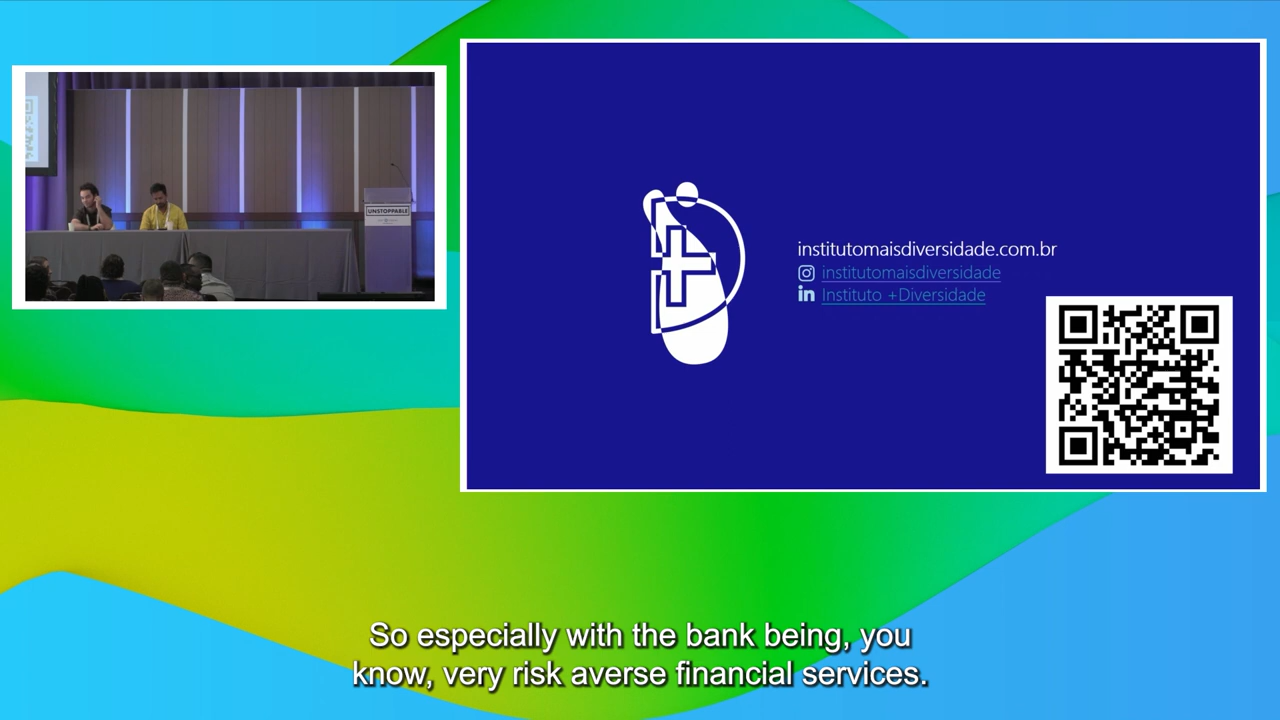 UNSTOPPABLE
institutomaisdiversidade.com.br
institutomaisdiversidade
in Instituto +Diversidade
So especially with the bank being, you
know, very risk averse financial services.